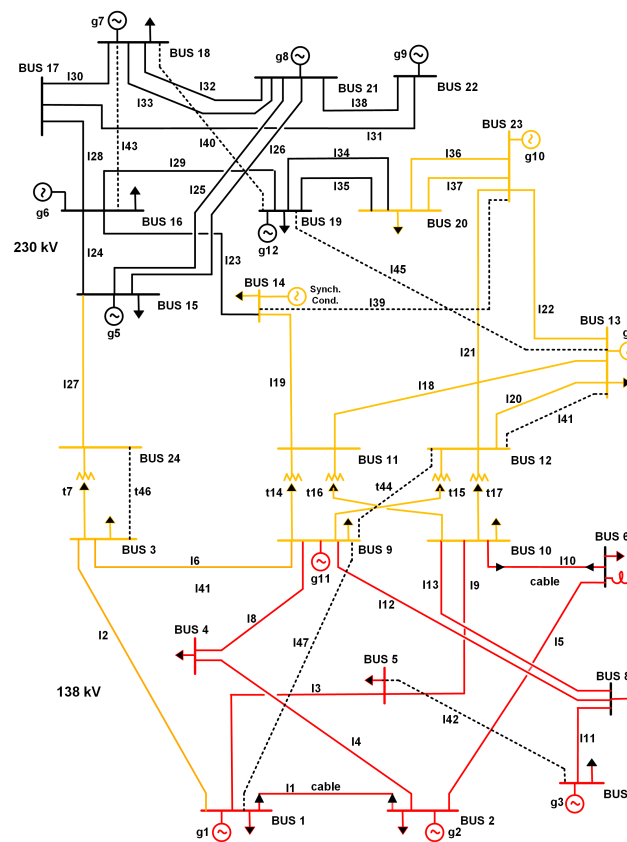 g7
BUS 18
g8
g9
BUS 17
l30
l32
BUS 21
BUS 22
l33
l38
BUS 23
l40
l31
g10
l28
l43
l26
l34
l36
l29
l25
l35
l37
g6
BUS 16
BUS 19
BUS 20
230 kV
g12
l24
l23
l45
BUS 14
Synch.
Cond.
BUS 15
l39
l22
g5
BUS 13
g
l21
l27
l19
l18
l20
l41
BUS 24
BUS 11
BUS 12
t7
t46
t14
t16
t44
t15
t17
BUS 3
BUS 9
BUS 10
BUS 6
l6
l10
g11
l13
l9
cable
l41
l12
l8
l2
l47
l5
BUS 4
BUS 5
BUS 8
138 kV
l3
l42
l4
l11
l1
cable
g3
BUS
g1
BUS 1
g2
BUS 2